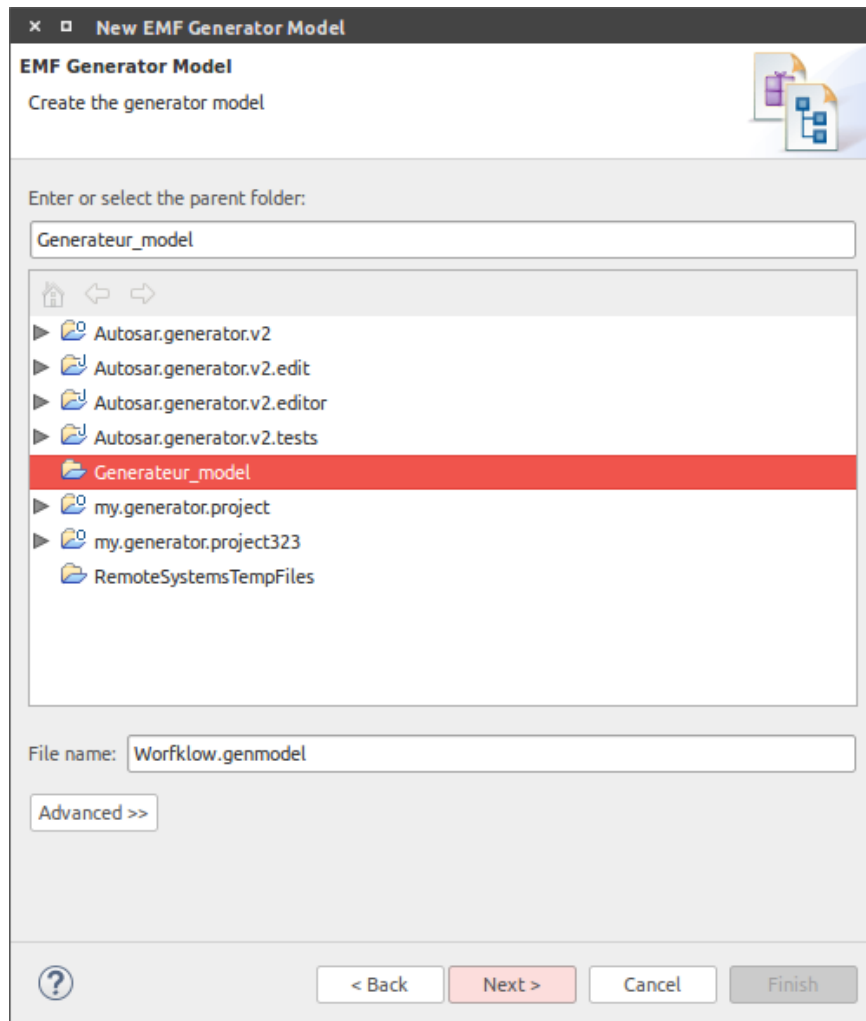 New EMF Generator Model
EMF Generator Model
Create the generator model
Enter or select the parent folder:
Generateur_model
Autosar.generator.v2
Autosar.generator.v2.edit
Autosar.generator.v2.editor
Autosar.generator.v2.tests
Generateur_model
my.generator.project
my.generator.project323
RemoteSystemsTempFiles
File name: Worfklow.genmodel
Advanced >>
? < Back Next > Cancel Finish